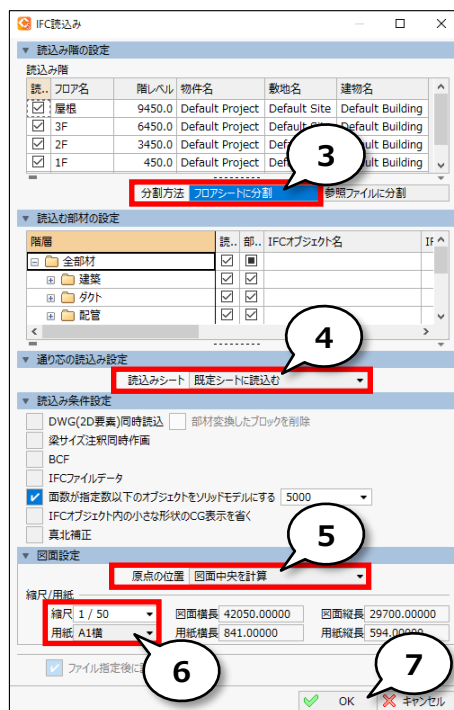 IFC読込み
読込み階の設定
読込み階
読.. フロア名 階レベル 物件名 敷地名 建物名
屋根 9450.0 Default Project Default Site Default Building
3F 6450.0 Default Project Default Default Building
2F 3450.0 Default Project Def Default Building
1F 450.0 Default Project Def Default Building
3
分割方法 フロアシートに分割 参照ファイルに分割
読込む部材の設定
階層 読.. 部.. IFCオブジェクト名 IF
全部材
建築
ダクト
配管
4
通り芯の読込み設定
読込みシート 既定シートに読込む
読込み条件設定
DWG(2D要素)同時読込 部材変換したブロックを削除
梁サイズ注釈同時作画
BCF
IFCファイルデータ
面数が指定数以下のオブジェクトをソリッドモデルにする 5000
IFCオブジェクト内の小さな形状のCG表示を省く
真北補正
5
図面設定
原点の位置 図面中央を計算
縮尺/用紙
縮尺 1 / 50 図面横長 42050.00000 図面縦長 29700.00000
用紙 A1横 用紙横長 841.00000 用紙縦長 594.00000
6
7
ファイル指定後に
OK キャンセル